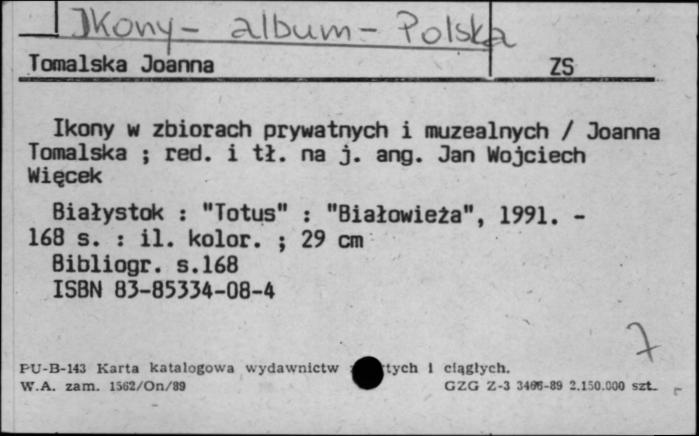 Ikony - album - Polska
Tomalska Joanna ZS
Ikony w zbiorach prywatnych i muzealnych / Joanna
Tomalska ; red. i tł. na j. ang. Jan Wojciech
Więcek
Białystok : "Totus" : "Białowieża", 1991. -
168 s. : il. kolor. ; 29 cm
Bibliogr. s.168
ISBN 83-85334-08-4
7
PU-B-143 Karta katalogowa wydawnictw tych i ciągłych.
W.A. zam. 1562/On/89 GZG Z-3 -89 2.150.000 szt.